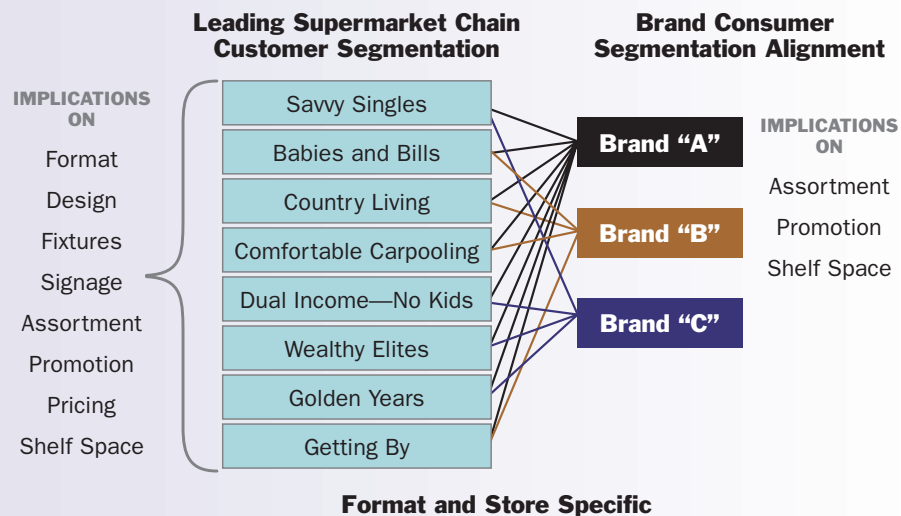 Leading Supermarket Chain
Customer Segmentation
Brand Consumer
Segmentation Alignment
IMPLICATIONS
ON
Format
Design
Fixtures
Signage
Assortment
Promotion
Pricing
Shelf Space
Savvy Singles
Babies and Bills
Country Living
Comfortable Carpooling
Dual Income—No Kids
Wealthy Elites
Golden Years
Getting By
Brand “A”
Brand “B”
Brand “C”
IMPLICATIONS
ON
Assortment
Promotion
Shelf Space
Format and Store Specific